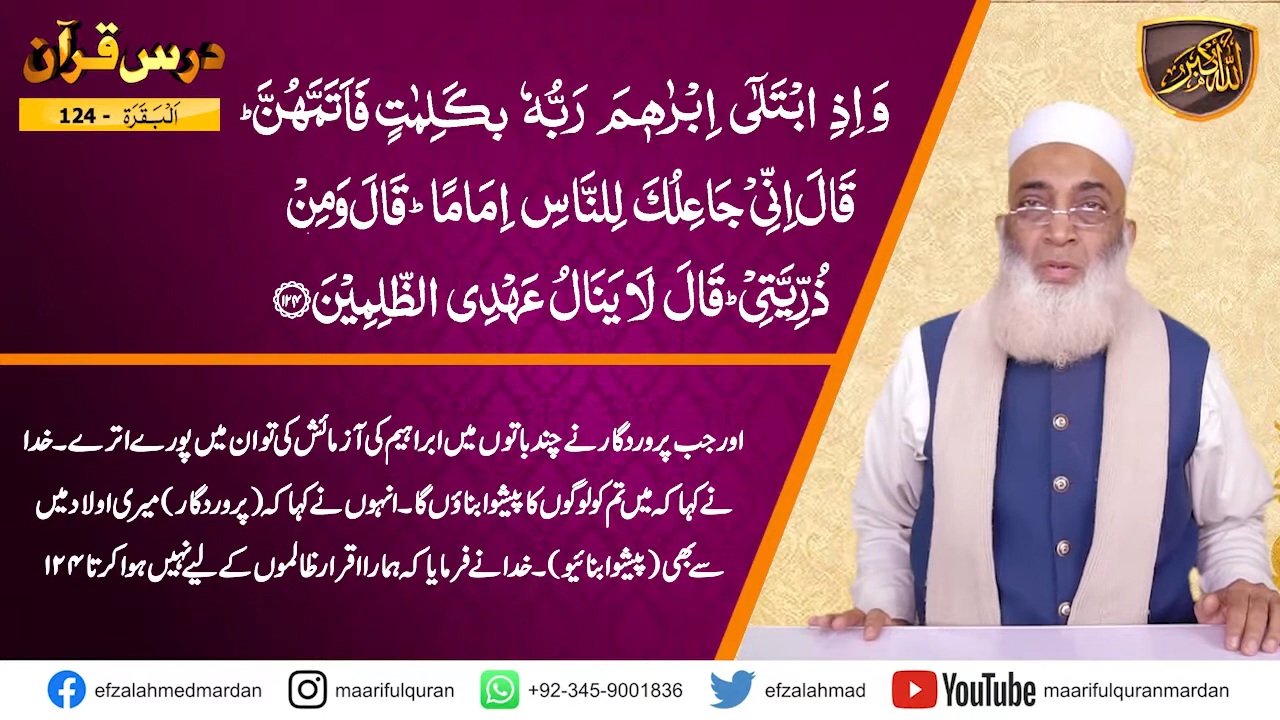 درس قرآن
اَلْبَقَرَة - 124
اللہ اکبر
وَاِذِ ابْتَلٰٓى اِبْرٰهٖمَ رَبُّهٗ بِكَلِمٰتٍ فَاَتَمَّهُنَّ ؕ
قَالَ اِنِّیْ جَاعِلُكَ لِلنَّاسِ اِمَامًا ؕ قَالَ وَمِنْ
ذُرِّیَّتِیْ ؕ قَالَ لَا یَنَالُ عَهْدِی الظّٰلِمِیْنَ ۱۲۴
اور جب پروردگار نے چند باتوں میں ابراہیم کی آزمائش کی تو ان میں پورے اترے۔ خدا
نے کہا کہ میں تم کو لوگوں کا پیشوا بناؤں گا۔ انہوں نے کہا کہ (پروردگار) میری اولاد میں
سے بھی (پیشوا بنائیو)۔ خدا نے فرمایا کہ ہمارا اقرار ظالموں کے لیے نہیں ہوا کرتا ۱۲۴
efzalahmedmardan maarifulquran +92-345-9001836 efzalahmad YouTube maarifulquranmardan